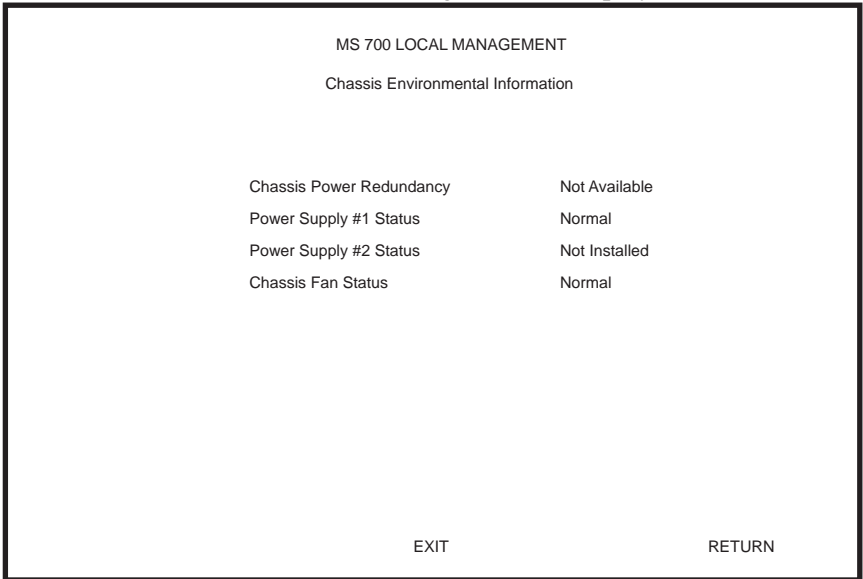 MS 700 LOCAL MANAGEMENT
Chassis Environmental Information
Chassis Power Redundancy Not Available
Power Supply #1 Status Normal
Power Supply #2 Status Not Installed
Chassis Fan Status Normal
EXIT RETURN